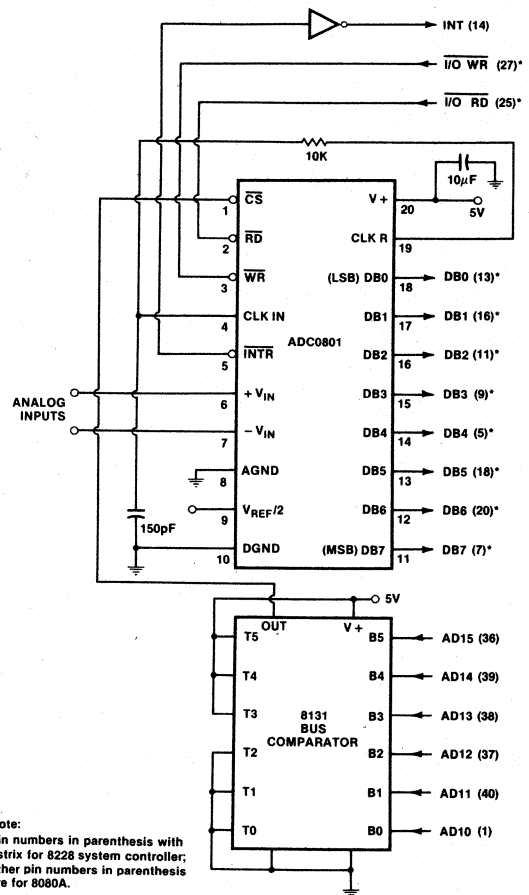 INT (14)
I/O WR (27)*
I/O RD (25)*
10K
10µF
5V
CS
1
V +
20
RD
2
CLK R
19
WR
3
(LSB) DB0
18
DB0 (13)*
CLK IN
4
DB1
17
DB1 (16)*
ADC0801
INTR
5
DB2
16
DB2 (11)*
ANALOG
INPUTS
+ VIN
6
DB3
15
DB3 (9)*
− VIN
7
DB4
14
DB4 (5)*
AGND
8
DB5
13
DB5 (18)*
VREF/2
9
DB6
12
DB6 (20)*
150pF
DGND
10
(MSB) DB7
11
DB7 (7)*
5V
OUT
V +
T5
B5
AD15 (36)
T4
B4
AD14 (39)
T3
B3
AD13 (38)
8131
BUS
COMPARATOR
T2
B2
AD12 (37)
T1
B1
AD11 (40)
T0
B0
AD10 (1)
ote:
in numbers in parenthesis with
strix for 8228 system controller;
ther pin numbers in parenthesis
re for 8080A.